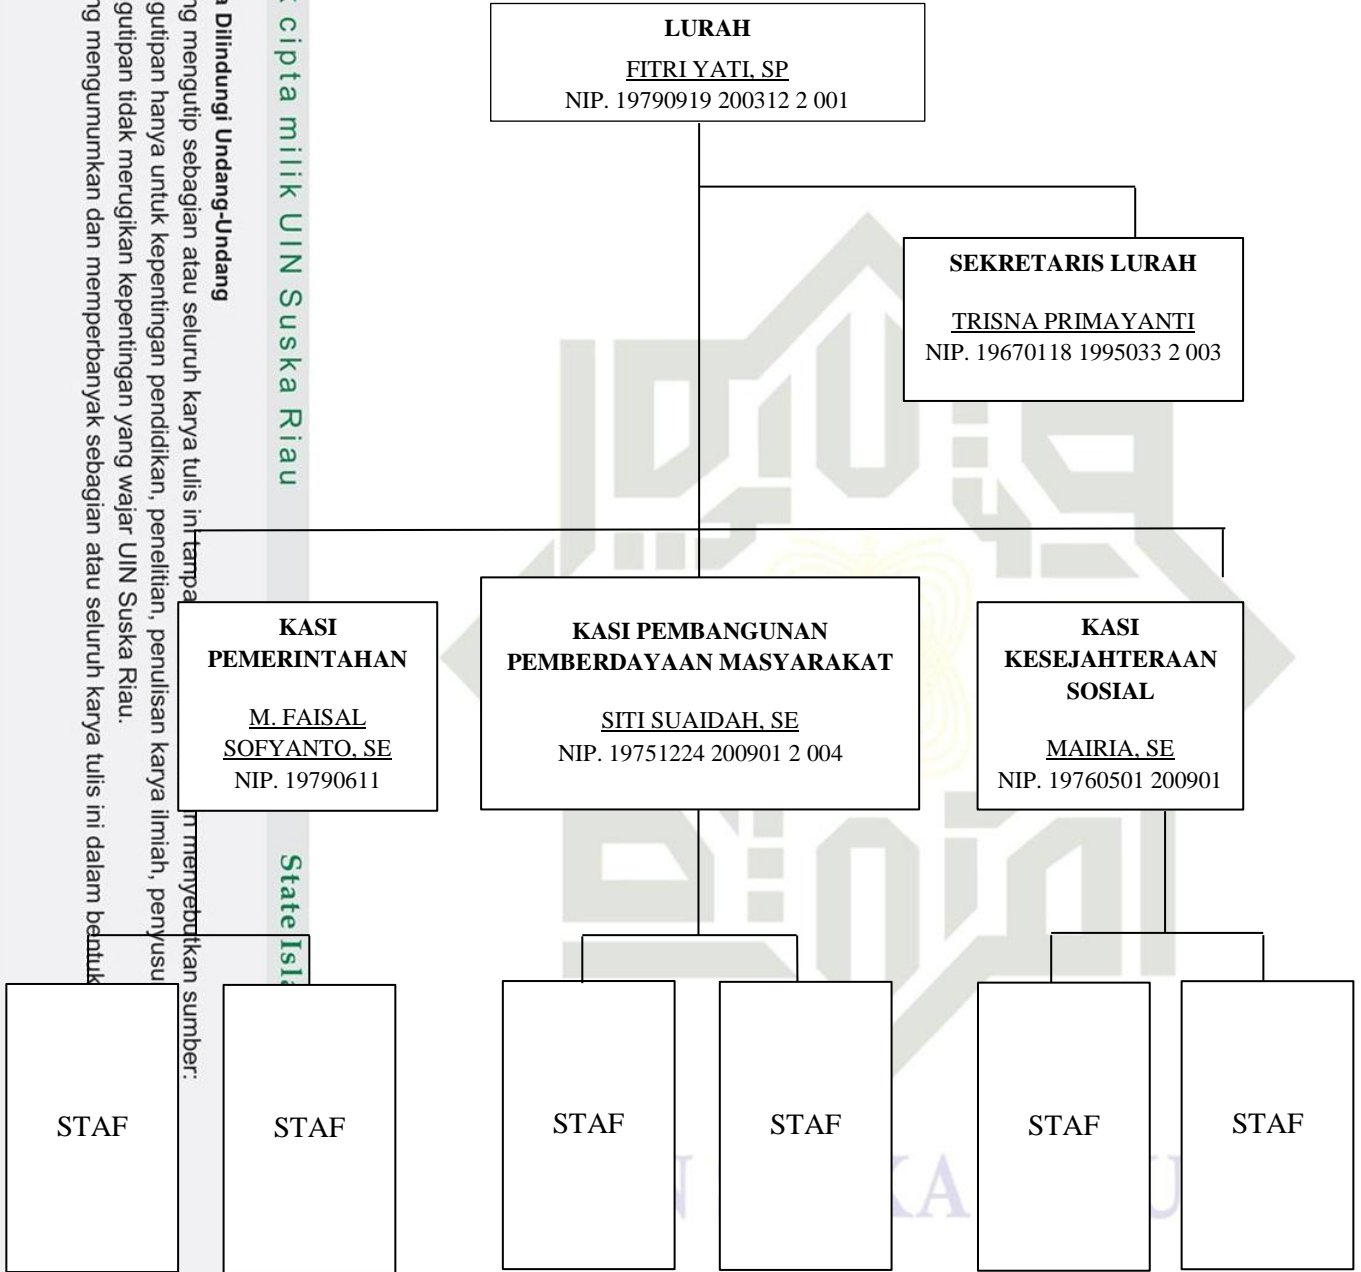 LURAH
FITRI YATI, SP
NIP. 19790919 200312 2 001
SEKRETARIS LURAH
TRISNA PRIMAYANTI
NIP. 19670118 1995033 2 003
KASI
PEMERINTAHAN
M. FAISAL
SOFYANTO, SE
NIP. 19790611
KASI PEMBANGUNAN
PEMBERDAYAAN MASYARAKAT
SITI SUAIDAH, SE
NIP. 19751224 200901 2 004
KASI
KESEJAHTERAAN
SOSIAL
MAIRIA, SE
NIP. 19760501 200901
STAF
STAF
STAF
STAF
STAF
STAF
cipta milik UIN Suska Riau
State Isla
Dilindungi Undang-Undang
mengutip sebagian atau seluruh karya tulis ini tanpa
menyebutkan sumber:
gutipan hanya untuk kepentingan pendidikan, penelitian, penulisan karya ilmiah, penyusu
gutipan tidak merugikan kepentingan yang wajar UIN Suska Riau.
ng mengumumkan dan memperbanyak sebagian atau seluruh karya tulis ini dalam bentuk